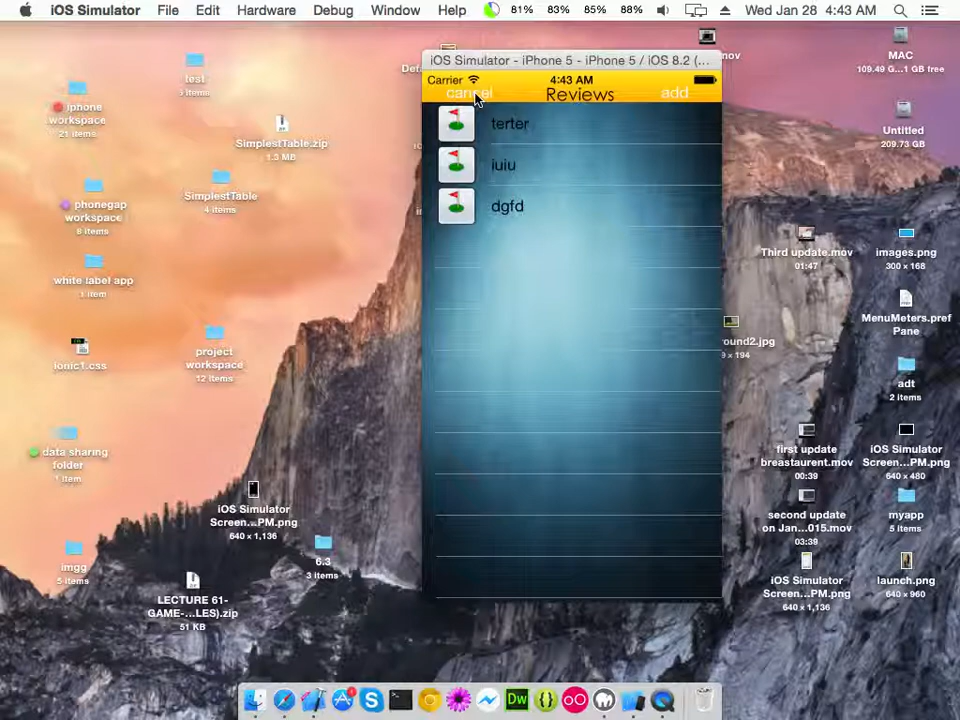 iOS Simulator File Edit Hardware Debug Window Help 81% 83% 85% 88% Wed Jan 28 4:43 AM
iOS Simulator - iPhone 5 - iPhone 5 / iOS 8.2 (...
Carrier 4:43 AM
cancel Reviews add
terter
iuiu
dgfd
test
iphone
workspace
21 items
SimplestTable.zip
1.3 MB
SimplestTable
4 items
phonegap
workspace
8 items
white label app
1 item
ionic1.css
project
workspace
12 items
data sharing
folder
1 item
iOS Simulator
Screen...PM.png
640 × 1,136
imgg
5 items
6.3
3 items
LECTURE 61-
GAME-...LES).zip
51 KB
MAC
109.49 G...1 GB free
Untitled
209.73 GB
Third update.mov
01:47
images.png
300 × 168
MenuMeters.pref
Pane
round2.jpg
adt
2 items
first update
breastaurent.mov
00:39
iOS Simulator
Screen...PM.png
640 × 480
second update
on Jan...015.mov
03:39
myapp
5 items
iOS Simulator
Screen...PM.png
640 × 1,136
launch.png
640 × 960
Dw